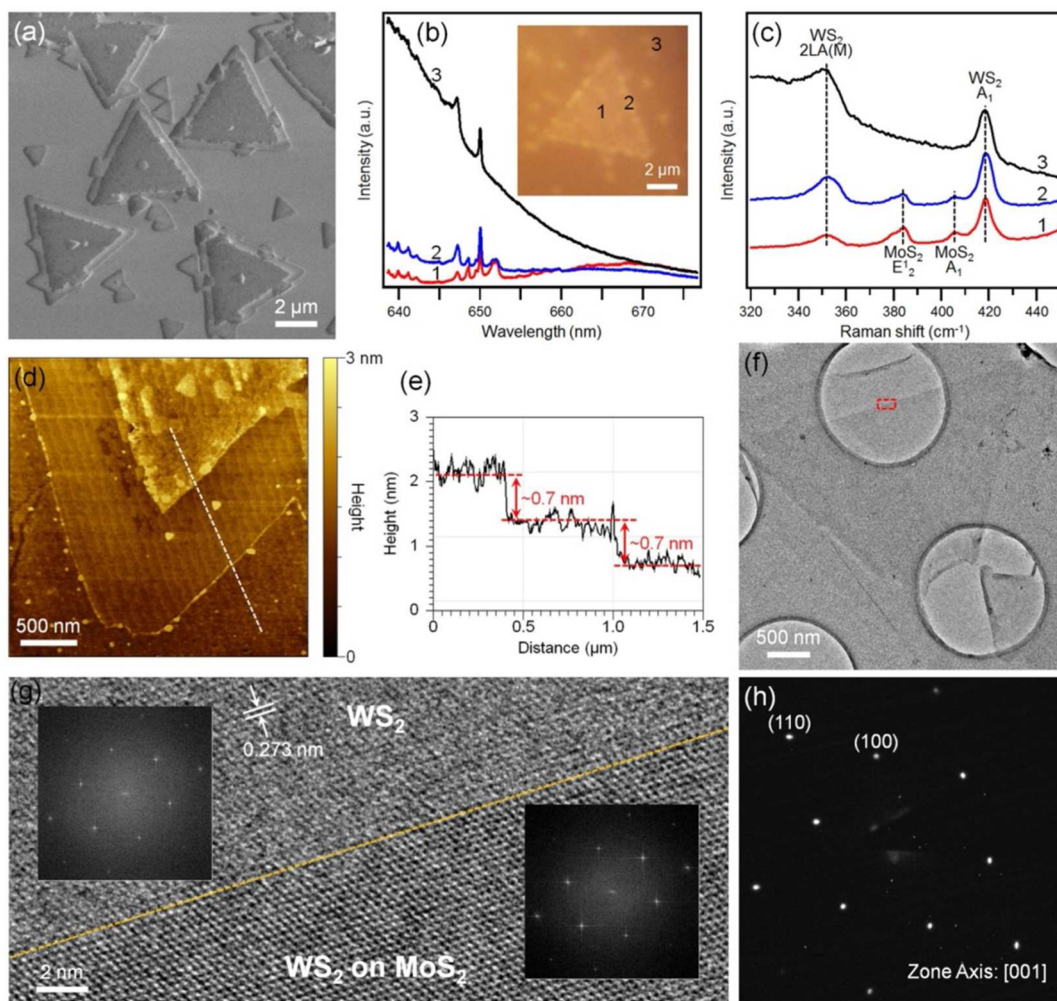 (a)
2 µm
(b)
3
2
1
1
2
3
2 µm
Intensity (a.u.)
640
650
660
670
Wavelength (nm)
(c)
WS2
2LA(M)
WS2
A1
3
2
1
MoS2
E¹2
MoS2
A1
Intensity (a.u.)
320
340
360
380
400
420
440
Raman shift (cm⁻¹)
(d)
500 nm
3 nm
Height
0
(e)
3
2
1
0
Height (nm)
~0.7 nm
~0.7 nm
0
0.5
1.0
1.5
Distance (µm)
(f)
500 nm
(g)
WS2
0.273 nm
WS2 on MoS2
2 nm
(h)
(110)
(100)
Zone Axis: [001]